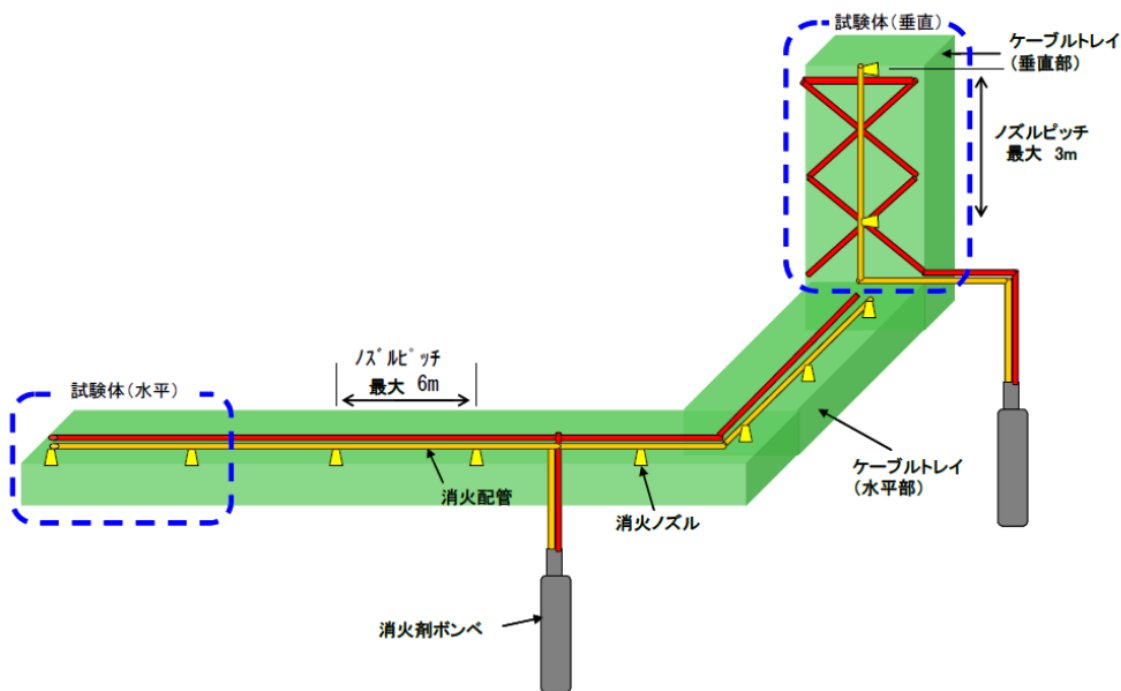 試験体(垂直)
ケーブルトレイ
(垂直部)
ノズルピッチ
最大 3m
ﾉｽﾞﾙﾋﾟｯﾁ
最大 6m
試験体(水平)
ケーブルトレイ
(水平部)
消火配管
消火ノズル
消火剤ボンベ